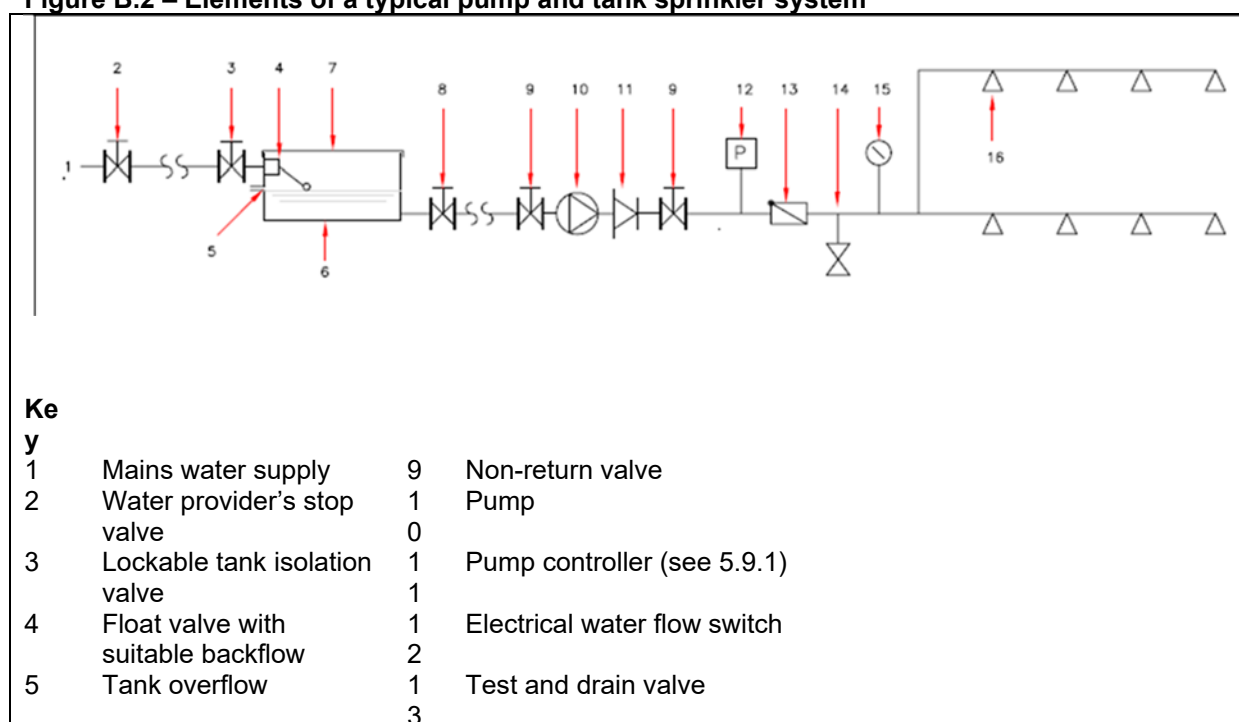 Figure B.2 – Elements of a typical pump and tank sprinkler system
2 3 4 7 8 9 10 11 9 12 13 14 15
1
P
16
5
6
Ke
y
1 Mains water supply 9 Non-return valve
2 Water provider’s stop 1 Pump
valve 0
3 Lockable tank isolation 1 Pump controller (see 5.9.1)
valve 1
4 Float valve with 1 Electrical water flow switch
suitable backflow 2
5 Tank overflow 1 Test and drain valve
3